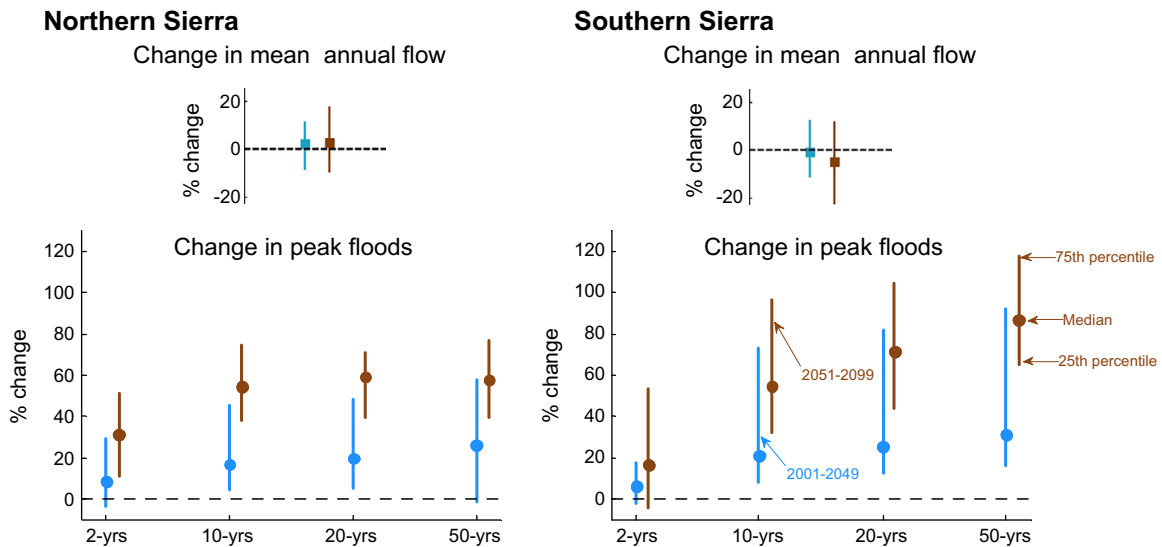 Northern Sierra
Change in mean annual flow
% change
20
0
-20
Change in peak floods
% change
120
100
80
60
40
20
0
2-yrs 10-yrs 20-yrs 50-yrs
Southern Sierra
Change in mean annual flow
% change
20
0
-20
Change in peak floods
% change
120
100
80
60
40
20
0
75th percentile
Median
25th percentile
2051-2099
2001-2049
2-yrs 10-yrs 20-yrs 50-yrs